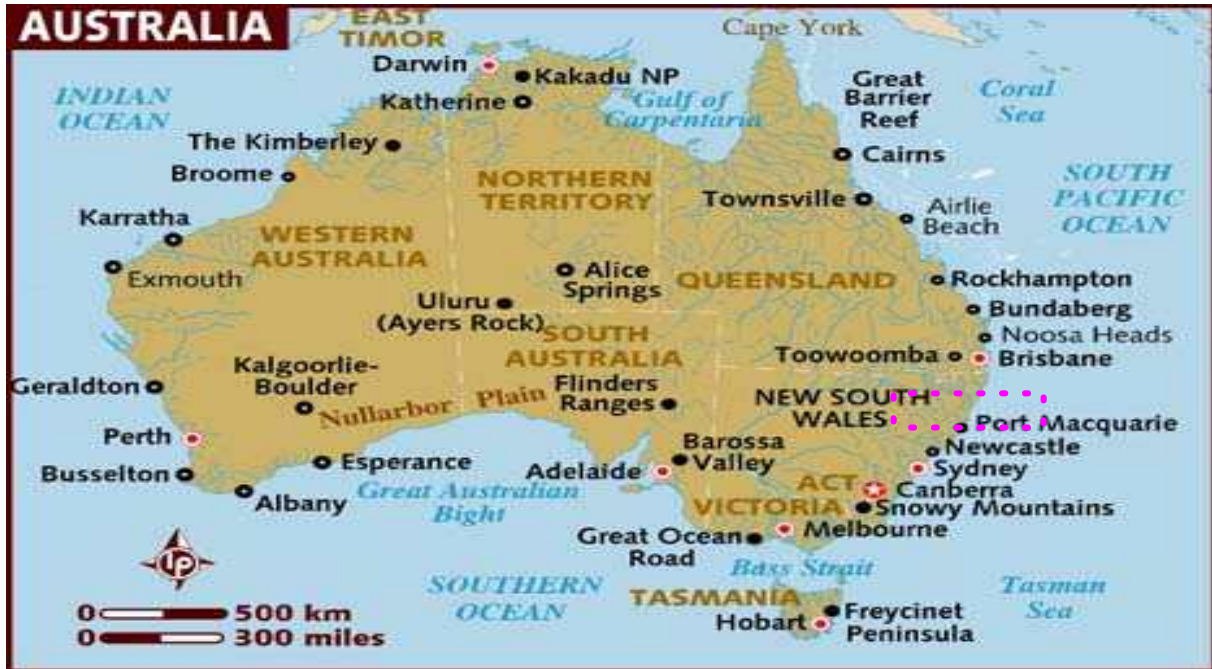 AUSTRALIA
EAST
TIMOR
Cape York
Darwin
Kakadu NP
Katherine
Gulf of
Carpentaria
Great
Barrier
Reef
Coral
Sea
INDIAN
OCEAN
The Kimberley
Broome
Cairns
NORTHERN
TERRITORY
Townsville
SOUTH
PACIFIC
OCEAN
Airlie
Beach
Karratha
WESTERN
AUSTRALIA
Exmouth
Alice
Springs
QUEENSLAND
Rockhampton
Uluru
(Ayers Rock)
Bundaberg
SOUTH
AUSTRALIA
Noosa Heads
Toowoomba
Brisbane
Kalgoorlie-
Boulder
Geraldton
Flinders
Ranges
Nullarbor Plain
NEW SOUTH
WALES
Port Macquarie
Perth
Newcastle
Barossa
Valley
Sydney
Busselton
Esperance
Adelaide
ACT
Canberra
Albany
Great Australian
Bight
VICTORIA
Snowy Mountains
Great Ocean
Road
Melbourne
Bass Strait
SOUTHERN
OCEAN
TASMANIA
Tasman
Sea
Hobart
Freycinet
Peninsula
LP
0 500 km
0 300 miles